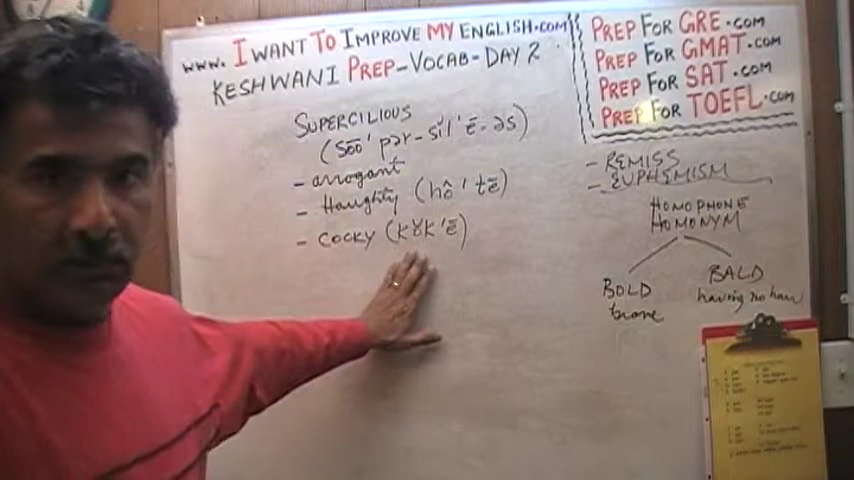 www. I WANT TO IMPROVE MY ENGLISH.COM
KESHWANI PREP-VOCAB-DAY 2
SUPERCILIOUS
(so͞o' pər - sĭl' ē - əs)
- arrogant
- Haughty (hô' tē)
- COCKY (kŏk' ē)
PREP FOR GRE.com
PREP FOR GMAT.com
PREP FOR SAT.com
PREP FOR TOEFL.com
- REMISS
- EUPHEMISM
HOMOPHONE
HOMONYM
BOLD
brave
BALD
having no hair